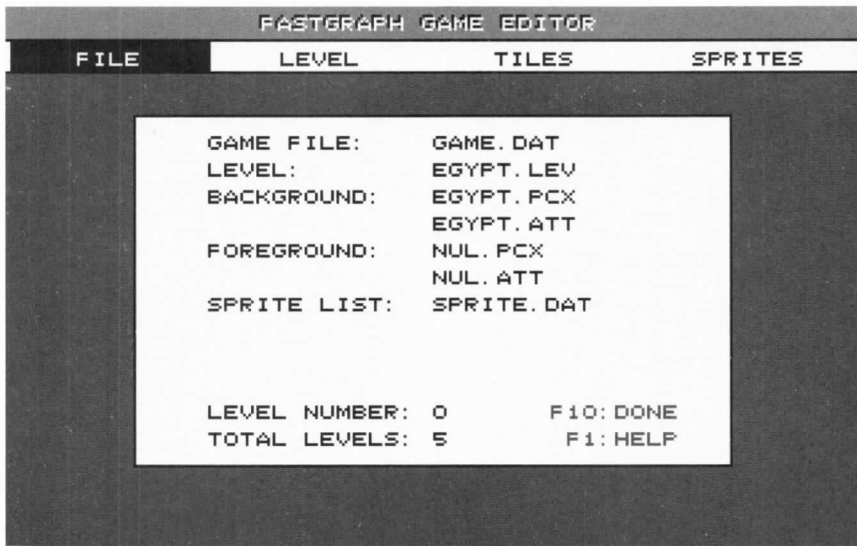 FASTGRAPH GAME EDITOR
FILE LEVEL TILES SPRITES
GAME FILE: GAME.DAT
LEVEL: EGYPT.LEV
BACKGROUND: EGYPT.PCX
EGYPT.ATT
FOREGROUND: NUL.PCX
NUL.ATT
SPRITE LIST: SPRITE.DAT
LEVEL NUMBER: 0 F10:DONE
TOTAL LEVELS: 5 F1:HELP